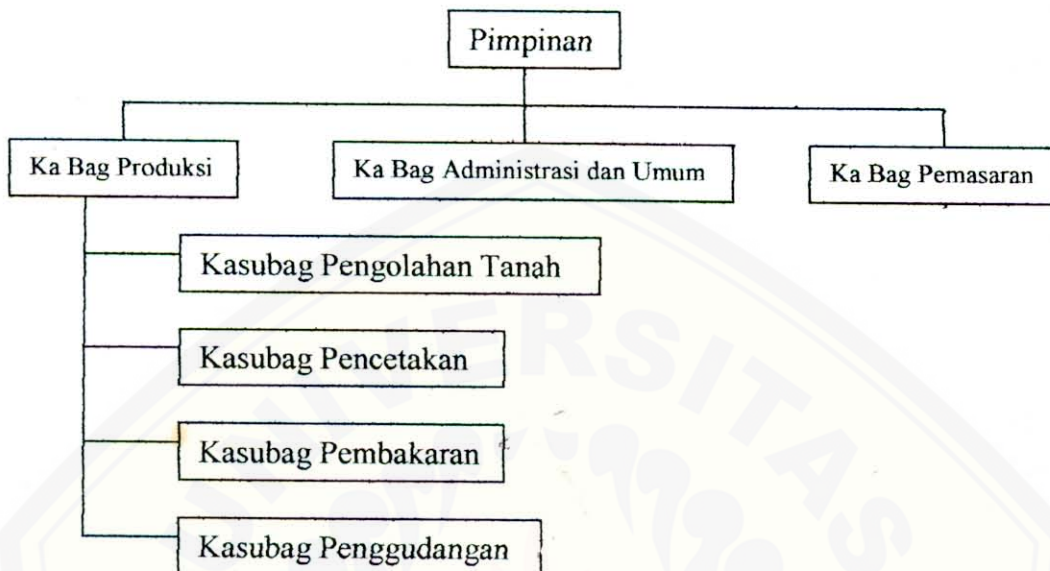 Pimpinan
Ka Bag Produksi
Ka Bag Administrasi dan Umum
Ka Bag Pemasaran
Kasubag Pengolahan Tanah
Kasubag Pencetakan
Kasubag Pembakaran
Kasubag Penggudangan
UNIVERSITAS